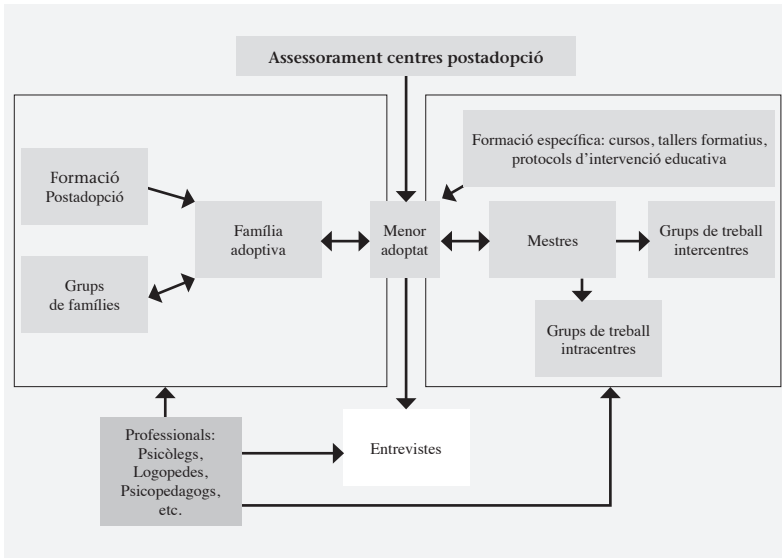 Assessorament centres postadopció
Formació específica: cursos, tallers formatius,
protocols d'intervenció educativa
Formació
Postadopció
Família
adoptiva
Menor
adoptat
Mestres
Grups de treball
intercentres
Grups
de famílies
Grups de treball
intracentres
Professionals:
Psicòlegs,
Logopedes,
Psicopedagogs,
etc.
Entrevistes